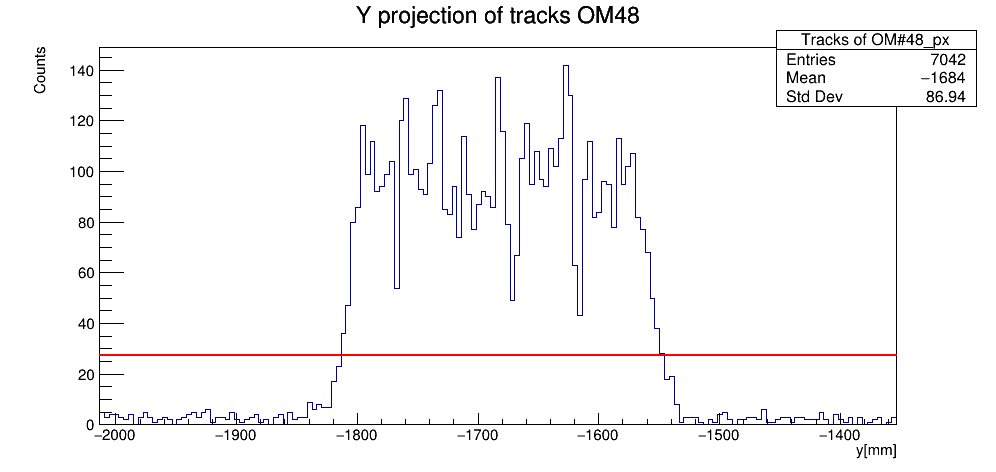 Y projection of tracks OM48
Tracks of OM#48_px
Entries 7042
Mean −1684
Std Dev 86.94
Counts
140
120
100
80
60
40
20
0
−2000 −1900 −1800 −1700 −1600 −1500 −1400
y[mm]